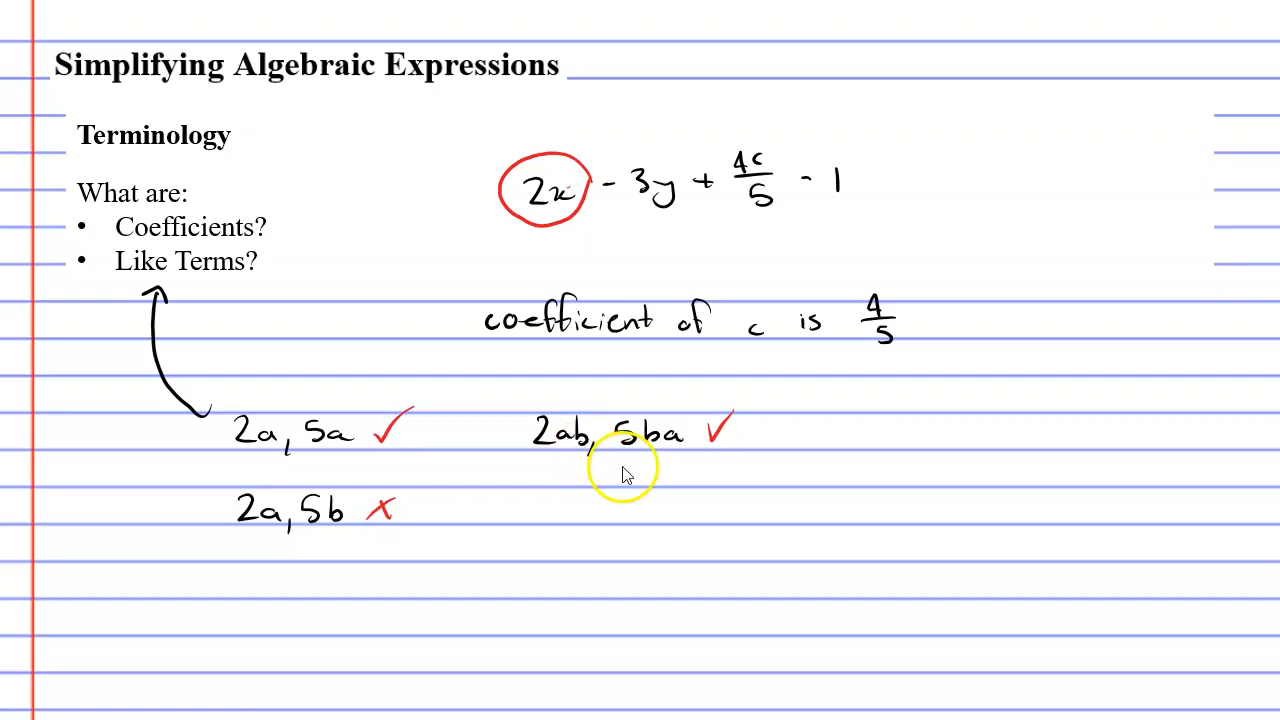 Simplifying Algebraic Expressions
Terminology
What are:
• Coefficients?
• Like Terms?
2x - 3y + 4c/5 - 1
coefficient of c is 4/5
2a, 5a ✓
2ab, 5ba ✓
2a, 5b ✗